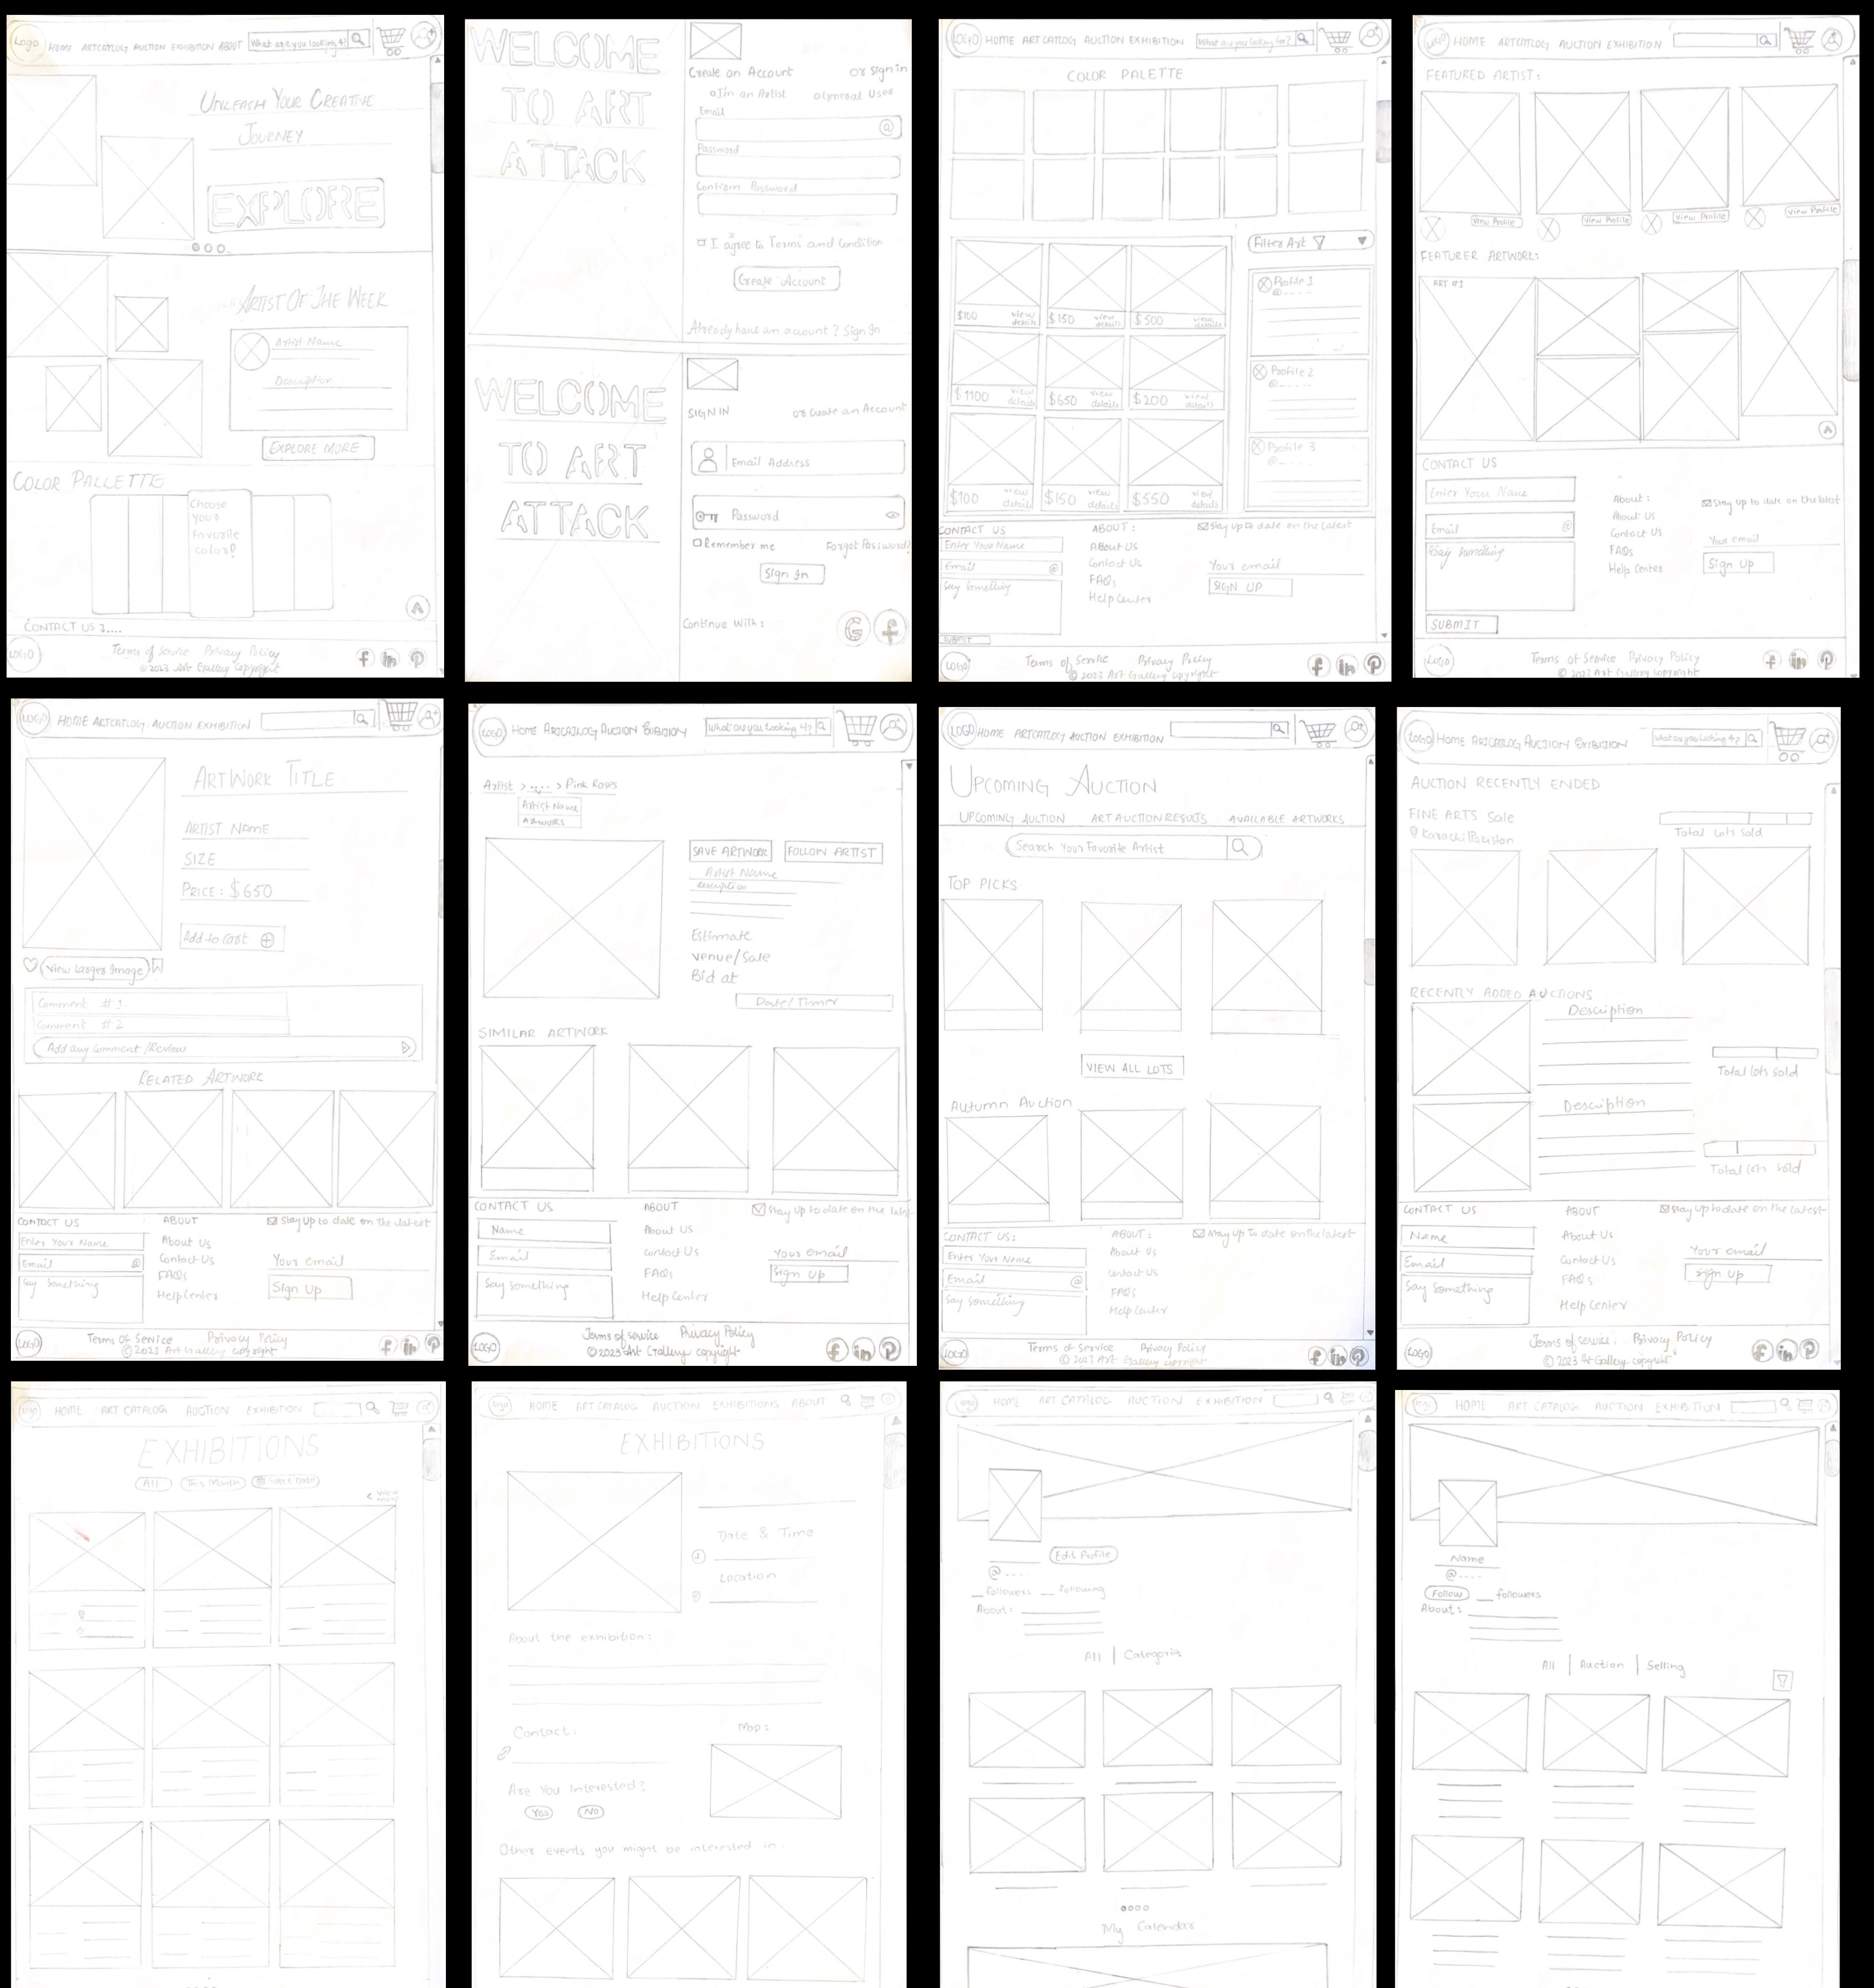 Logo HOME ARTCATLOG AUCTION EXHIBITION ABOUT What are you looking 4?
UNLEASH YOUR CREATIVE
JOURNEY
EXPLORE
ARTIST OF THE WEEK
Artist Name
Description
EXPLORE MORE
COLOR PALLETTE
Choose
your
Favorite
color?
CONTACT US :....
LOGO
Terms of Service Privacy Policy
©2023 Art Gallery Copyright
f in P
WELCOME
TO ART
ATTACK
Create an Account or Sign in
I'm an Artist General User
Email
@
Password
Confirm Password
I agree to Terms and Condition
Create Account
Already have an account? Sign In
WELCOME
TO ART
ATTACK
SIGN IN or Create an Account
Email Address
Password
Remember me Forgot Password?
Sign In
Continue With :
G f
LOGO HOME ART CATLOG AUCTION EXHIBITION What are you looking for?
COLOR PALETTE
Filter Art
$100 view details
$150 view details
$500 view details
$1100 view details
$650 view details
$200 view details
$700 view details
$150 view details
$550 view details
Profile 1
@----
Profile 2
@----
Profile 3
@----
CONTACT US
Enter Your Name
Email @
Say Something
SUBMIT
ABOUT :
About US
Contact Us
FAQs
Help Center
Stay up to date on the latest
Your email
SIGN UP
LOGO
Terms of Service Privacy Policy
© 2023 Art Gallery Copyright
f in P
LOGO HOME ARTCATLOG AUCTION EXHIBITION
FEATURED ARTIST:
View Profile View Profile View Profile View Profile
FEATURER ARTWORK:
ART #1
CONTACT US
Enter Your Name
Email @
Say Something
SUBMIT
About :
About Us
Contact Us
FAQs
Help Center
Stay up to date on the latest
Your email
Sign Up
Terms of Service Privacy Policy
© 2023 Art Gallery Copyright
f in P
LOGO HOME ARTCATLOG AUCTION EXHIBITION
ARTWORK TITLE
ARTIST NAME
SIZE
PRICE : $650
Add to Cart
View Larger Image
Comment #1
Comment #2
Add any Comment /Review
RELATED ARTWORK
CONTACT US
Enter Your Name
Email @
Say Something
ABOUT
About Us
Contact Us
FAQs
Help Center
Stay Up to date on the latest
Your email
Sign Up
LOGO
Terms Of Service Privacy Policy
© 2023 Art Gallery Copyright
f in P
LOGO HOME ARTCATLOG AUCTION EXIBITION What are you Looking 4?
Artist > .... > Pink Roses
Artist Name
Artworks
SAVE ARTWORK FOLLOW ARTIST
Artist Name
Description
Estimate
Venue/Sale
Bid at
Date/ Timer
SIMILAR ARTWORK
CONTACT US
Name
Email
Say Something
ABOUT
About Us
Contact Us
FAQs
Help Center
Stay up to date on the latest
Your email
Sign Up
LOGO
Terms of service Privacy Policy
©2023 Art Gallery copyright
f in P
LOGO HOME ARTCATLOG AUCTION EXHIBITION
UPCOMING AUCTION
UPCOMING AUCTION ART AUCTION RESULTS AVAILABLE ARTWORKS
Search Your Favorite Artist
TOP PICKS
VIEW ALL LOTS
Autumn Auction
CONTACT US:
Enter Your Name
Email @
Say Something
ABOUT :
About Us
Contact US
FAQs
Help Center
Stay up to date on the latest
LOGO
Terms of Service Privacy Policy
© 2023 Art Gallery Copyright
f in P
LOGO HOME ARTCATLOG AUCTION EXIBITION What are you Looking 4?
AUCTION RECENTLY ENDED
FINE ARTS Sale
Karachi Pakistan
Total Lots Sold
RECENTLY ADDED AUCTIONS
Description
Total lots sold
Description
Total lots sold
CONTACT US
Name
Email
Say Something
ABOUT
About Us
Contact Us
FAQs
Help Center
Stay up to date on the latest
Your email
Sign Up
LOGO
Terms of service. Privacy Policy
© 2023 Art Gallery copyright
f in P
logo HOME ART CATALOG AUCTION EXHIBITION
EXHIBITIONS
All This Month Select Date
logo HOME ART CATALOG AUCTION EXHIBITIONS ABOUT
EXHIBITIONS
Date & Time
Location
About the exhibition:
Contact :
Map :
Are You Interested?
Yes No
Other events you might be interested in :
logo HOME ART CATALOG AUCTION EXHIBITION
Edit Profile
@----
followers following
About :
All | Categories
My Calendar
logo HOME ART CATALOG AUCTION EXHIBITION
Name
@----
Follow followers
About :
All | Auction | Selling